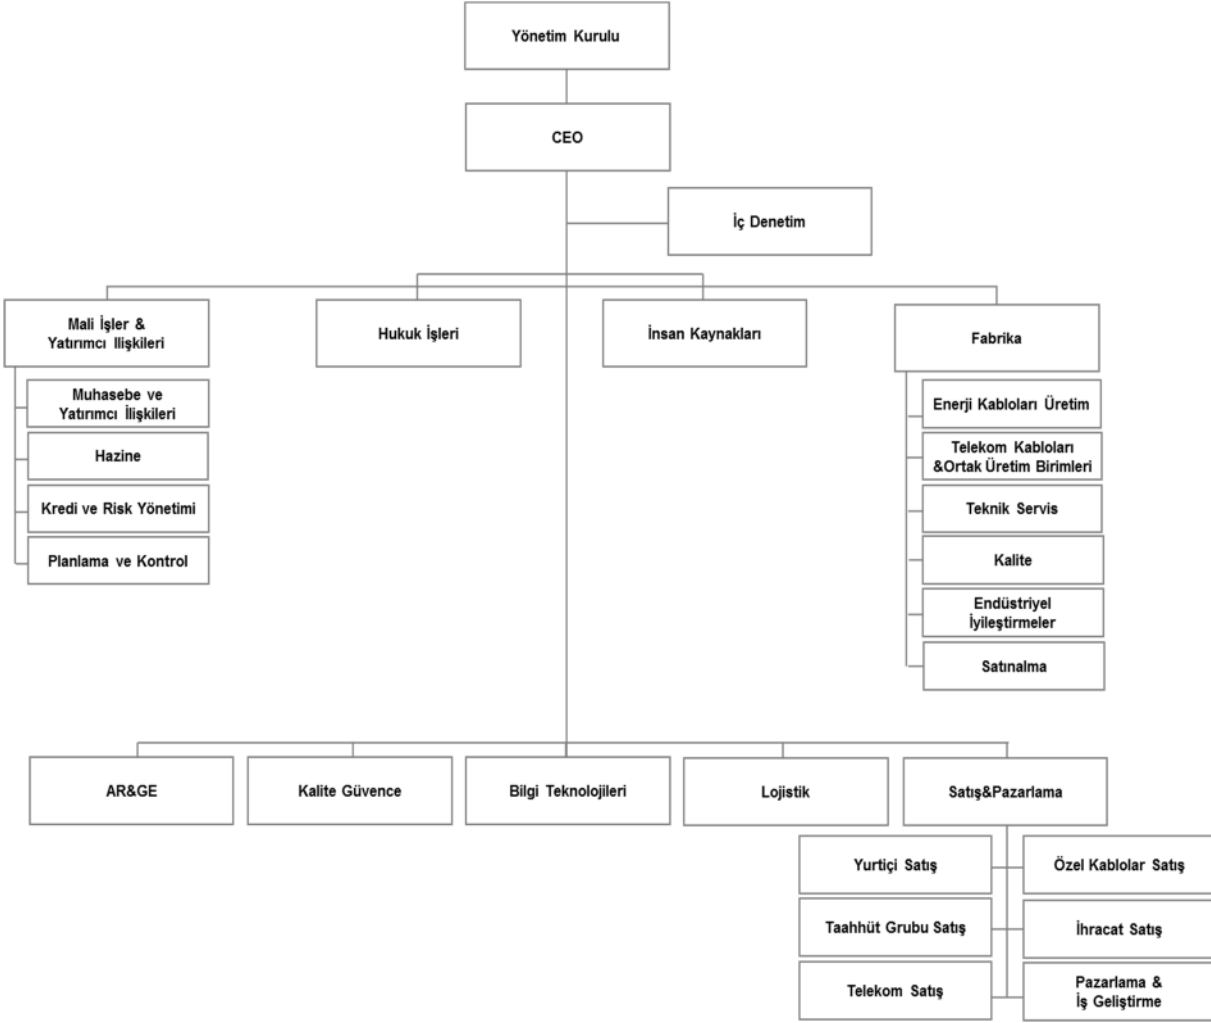 Yönetim Kurulu
CEO
İç Denetim
Mali İşler &
Yatırımcı Ilişkileri
Hukuk İşleri
İnsan Kaynakları
Fabrika
Muhasebe ve
Yatırımcı İlişkileri
Hazine
Kredi ve Risk Yönetimi
Planlama ve Kontrol
Enerji Kabloları Üretim
Telekom Kabloları
&Ortak Üretim Birimleri
Teknik Servis
Kalite
Endüstriyel
İyileştirmeler
Satınalma
AR&GE
Kalite Güvence
Bilgi Teknolojileri
Lojistik
Satış&Pazarlama
Yurtiçi Satış
Özel Kablolar Satış
Taahhüt Grubu Satış
İhracat Satış
Telekom Satış
Pazarlama &
İş Geliştirme